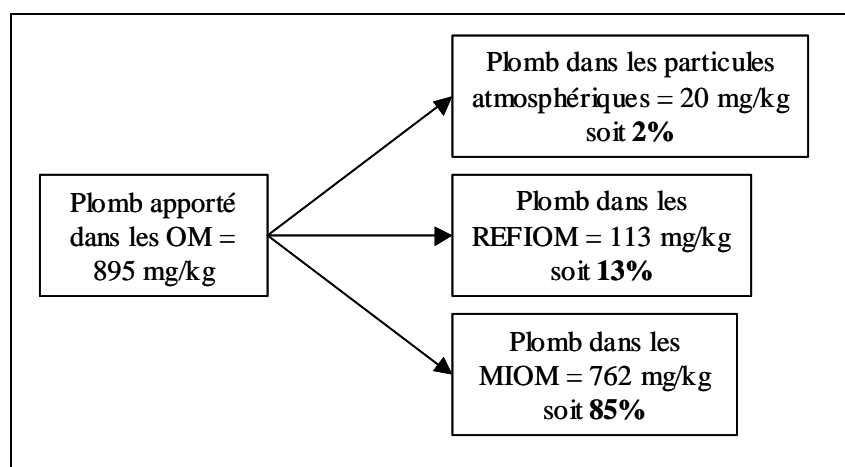 Plomb dans les particules
atmosphériques = 20 mg/kg
soit 2%
Plomb apporté
dans les OM =
895 mg/kg
Plomb dans les
REFIOM = 113 mg/kg
soit 13%
Plomb dans les
MIOM = 762 mg/kg
soit 85%